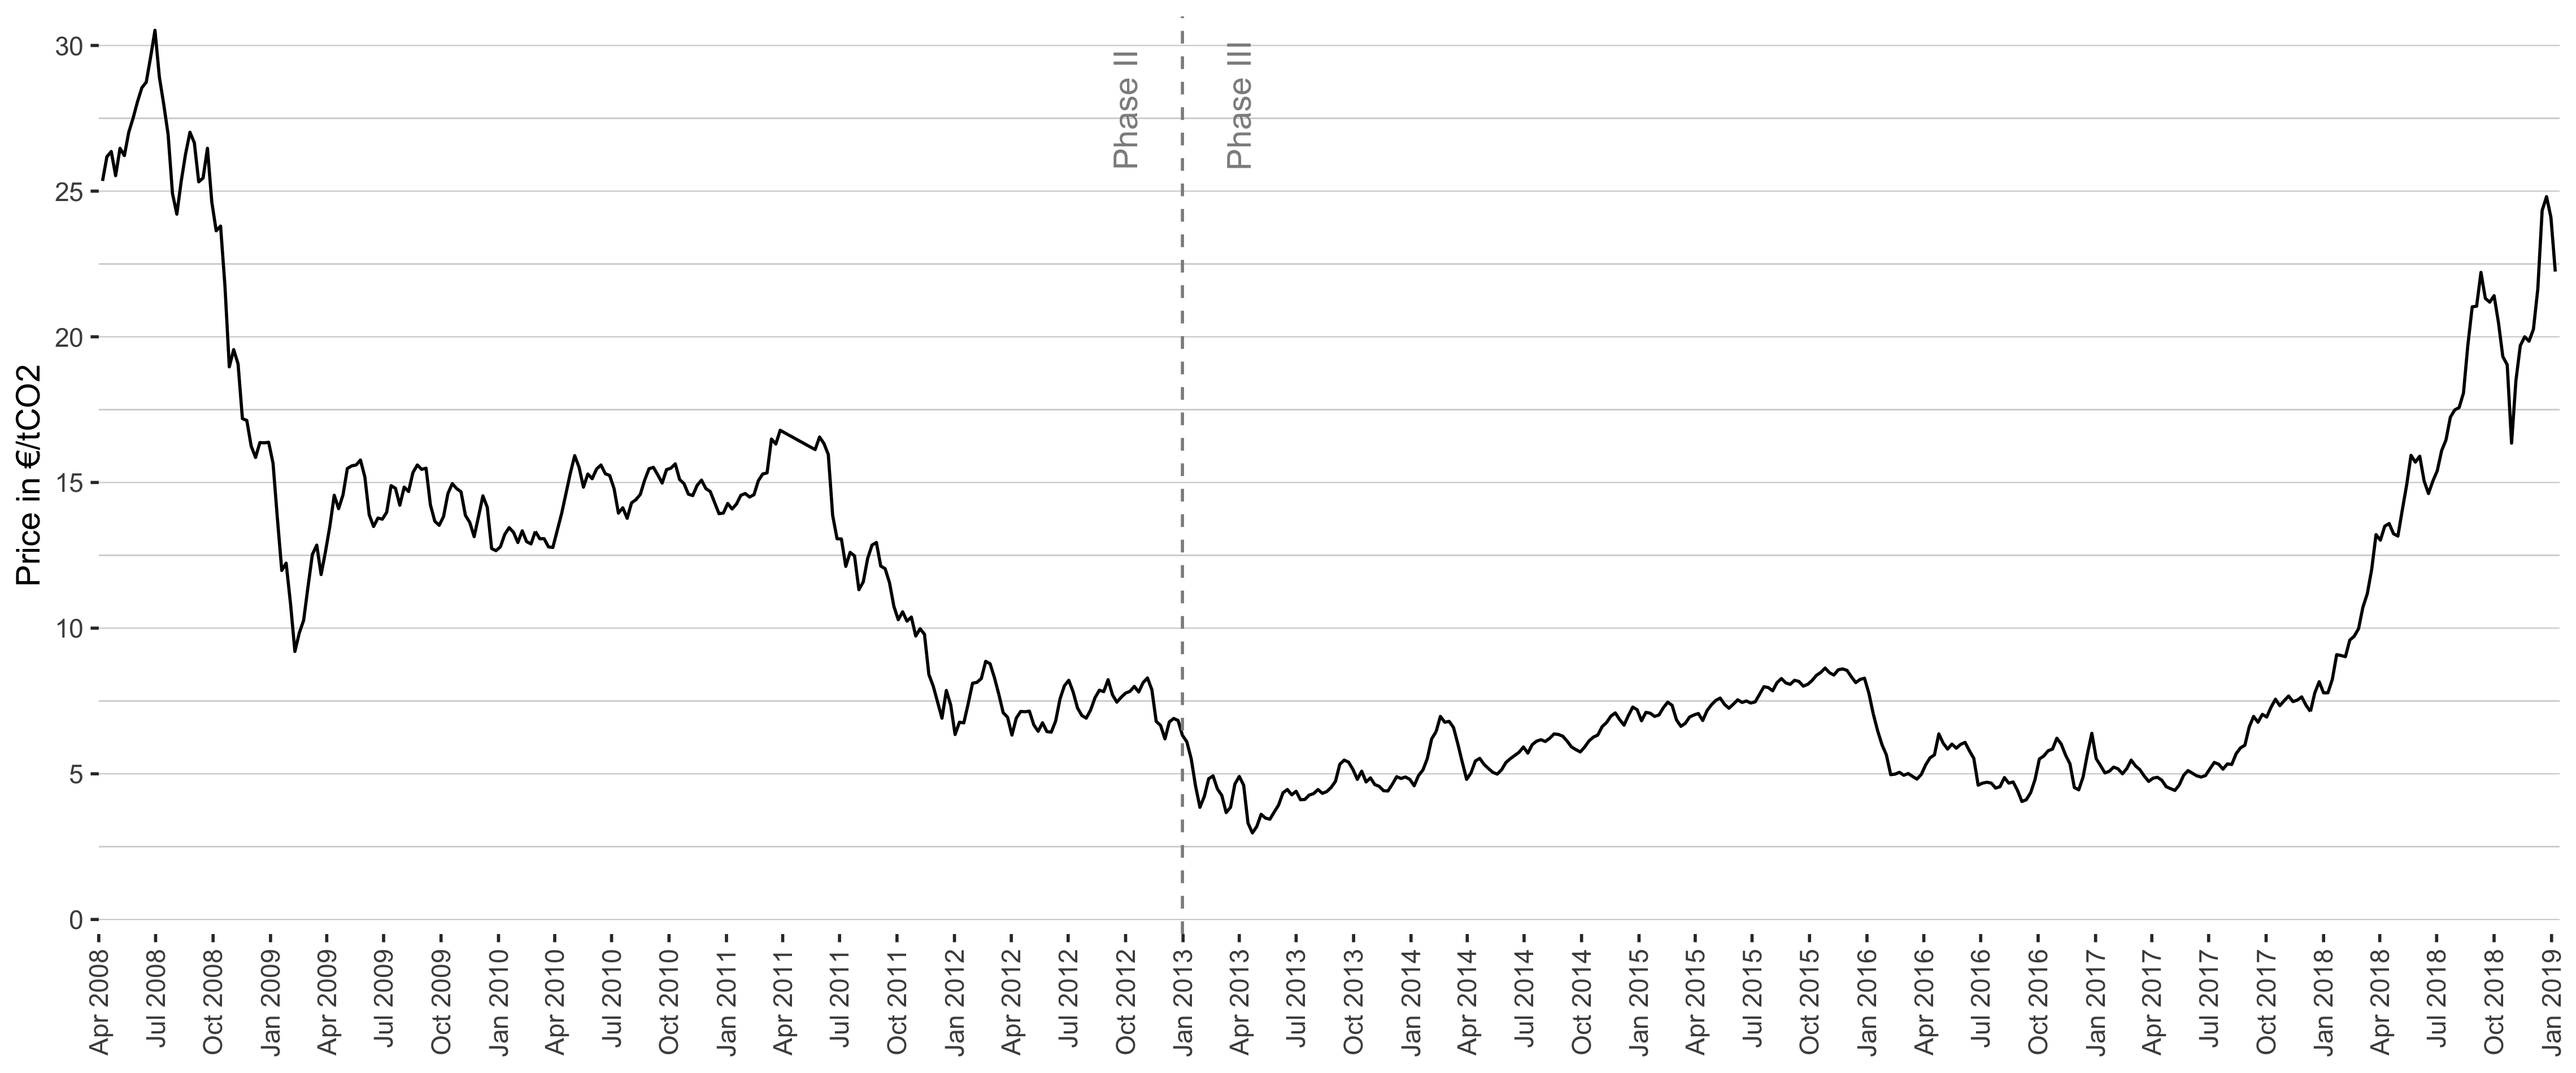 Price in €/tCO2
30
25
20
15
10
5
0
Phase II
Phase III
Apr 2008
Jul 2008
Oct 2008
Jan 2009
Apr 2009
Jul 2009
Oct 2009
Jan 2010
Apr 2010
Jul 2010
Oct 2010
Jan 2011
Apr 2011
Jul 2011
Oct 2011
Jan 2012
Apr 2012
Jul 2012
Oct 2012
Jan 2013
Apr 2013
Jul 2013
Oct 2013
Jan 2014
Apr 2014
Jul 2014
Oct 2014
Jan 2015
Apr 2015
Jul 2015
Oct 2015
Jan 2016
Apr 2016
Jul 2016
Oct 2016
Jan 2017
Apr 2017
Jul 2017
Oct 2017
Jan 2018
Apr 2018
Jul 2018
Oct 2018
Jan 2019